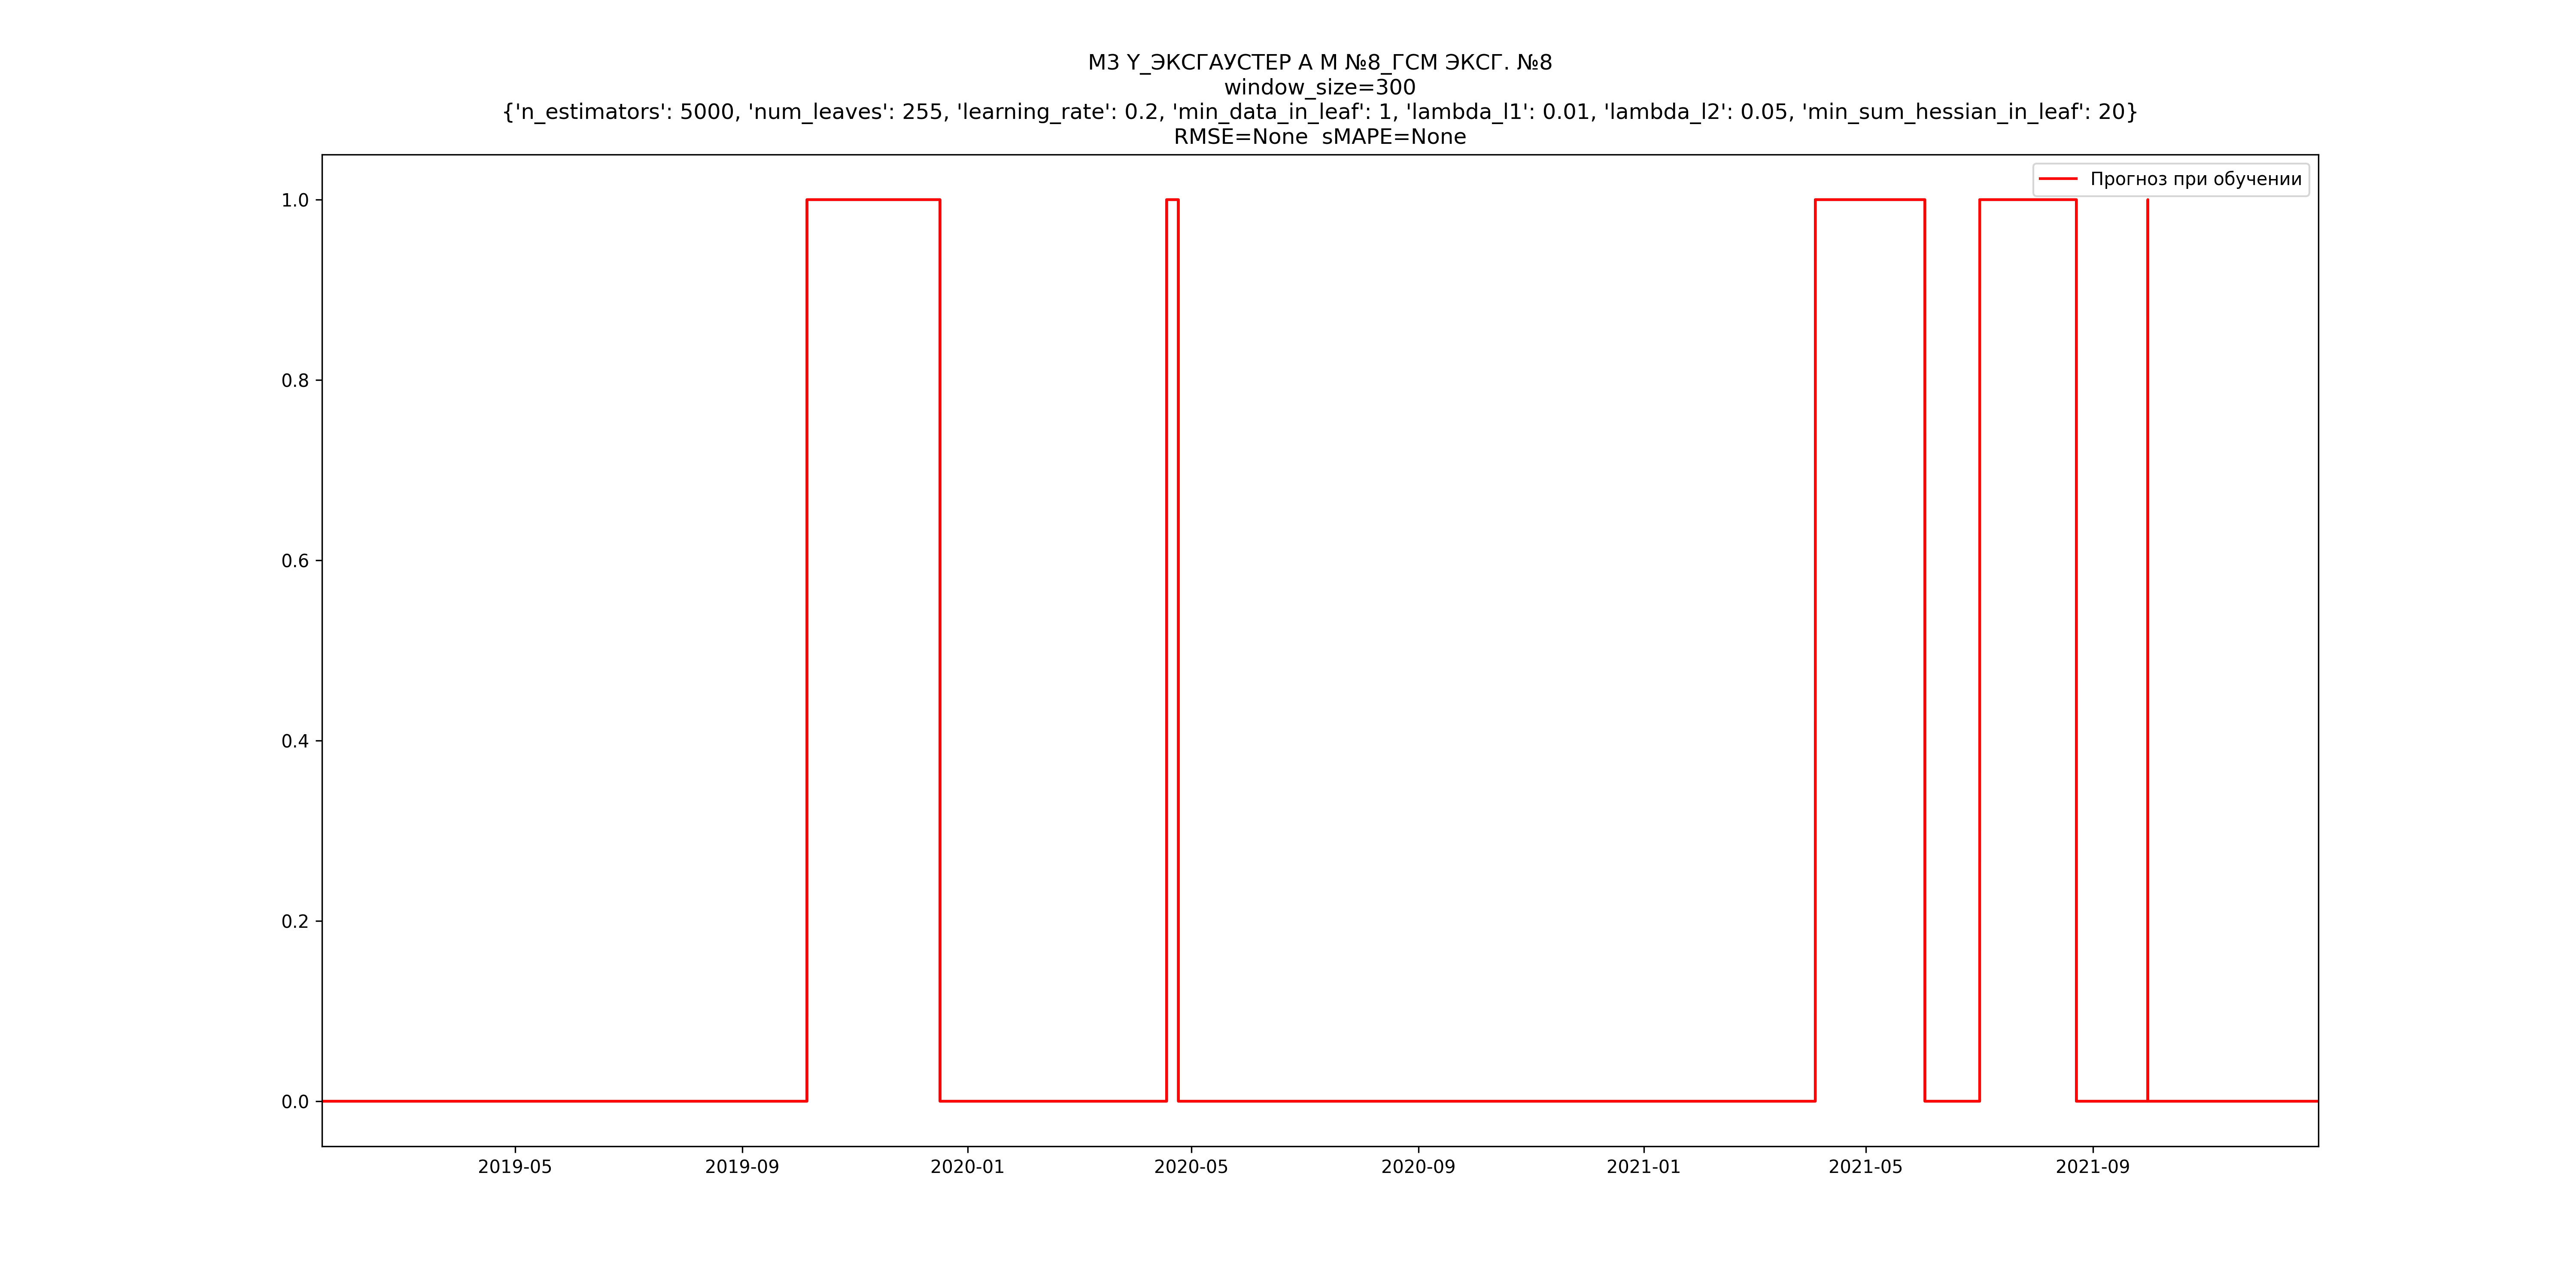 М3 Y_ЭКСГАУСТЕР А М №8_ГСМ ЭКСГ. №8
window_size=300
{'n_estimators': 5000, 'num_leaves': 255, 'learning_rate': 0.2, 'min_data_in_leaf': 1, 'lambda_l1': 0.01, 'lambda_l2': 0.05, 'min_sum_hessian_in_leaf': 20}
RMSE=None  sMAPE=None
Прогноз при обучении
1.0
0.8
0.6
0.4
0.2
0.0
2019-05
2019-09
2020-01
2020-05
2020-09
2021-01
2021-05
2021-09